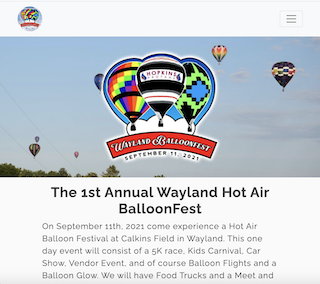 HOPKINS
WAYLAND BALLOONFEST
SEPTEMBER 11, 2021
The 1st Annual Wayland Hot Air
BalloonFest
On September 11th, 2021 come experience a Hot Air
Balloon Festival at Calkins Field in Wayland. This one
day event will consist of a 5K race, Kids Carnival, Car
Show, Vendor Event, and of course Balloon Flights and a
Balloon Glow. We will have Food Trucks and a Meet and